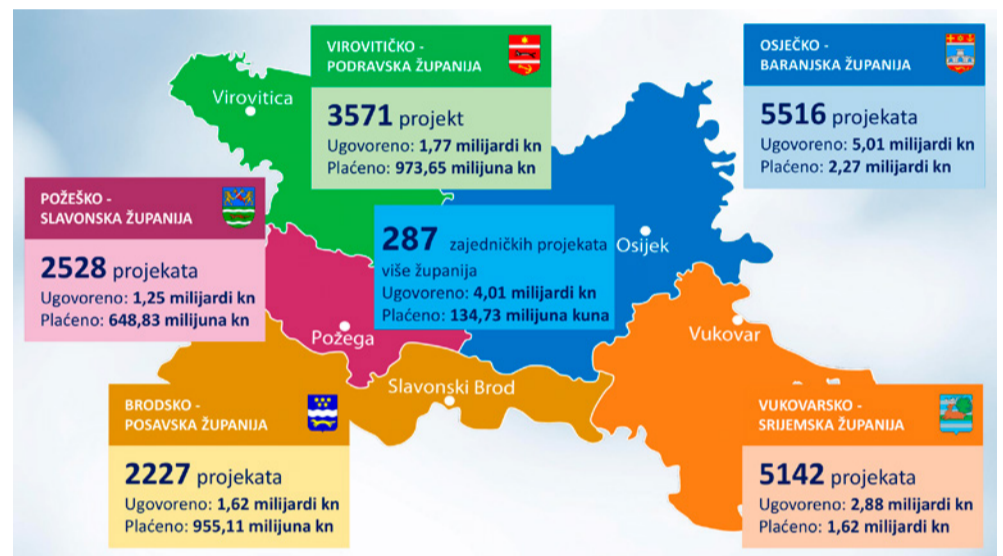 VIROVITIČKO -
PODRAVSKA ŽUPANIJA
3571 projekt
Ugovoreno: 1,77 milijardi kn
Plaćeno: 973,65 milijuna kn
OSJEČKO -
BARANJSKA ŽUPANIJA
5516 projekata
Ugovoreno: 5,01 milijardi kn
Plaćeno: 2,27 milijardi kn
Virovitica
POŽEŠKO -
SLAVONSKA ŽUPANIJA
2528 projekata
Ugovoreno: 1,25 milijardi kn
Plaćeno: 648,83 milijuna kn
287 zajedničkih projekata
više županija
Ugovoreno: 4,01 milijardi kn
Plaćeno: 134,73 milijuna kuna
Osijek
Požega
Vukovar
Slavonski Brod
BRODSKO -
POSAVSKA ŽUPANIJA
2227 projekata
Ugovoreno: 1,62 milijardi kn
Plaćeno: 955,11 milijuna kn
VUKOVARSKO -
SRIJEMSKA ŽUPANIJA
5142 projekata
Ugovoreno: 2,88 milijardi kn
Plaćeno: 1,62 milijardi kn